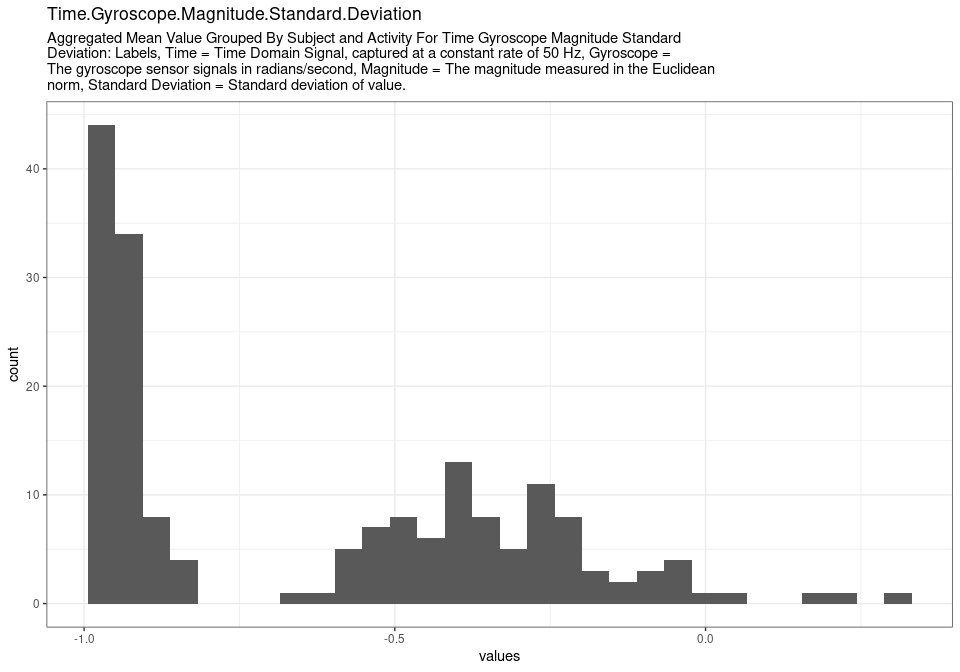 Time.Gyroscope.Magnitude.Standard.Deviation
Aggregated Mean Value Grouped By Subject and Activity For Time Gyroscope Magnitude Standard
Deviation: Labels, Time = Time Domain Signal, captured at a constant rate of 50 Hz, Gyroscope =
The gyroscope sensor signals in radians/second, Magnitude = The magnitude measured in the Euclidean
norm, Standard Deviation = Standard deviation of value.
40
30
20
10
0
count
-1.0
-0.5
0.0
values